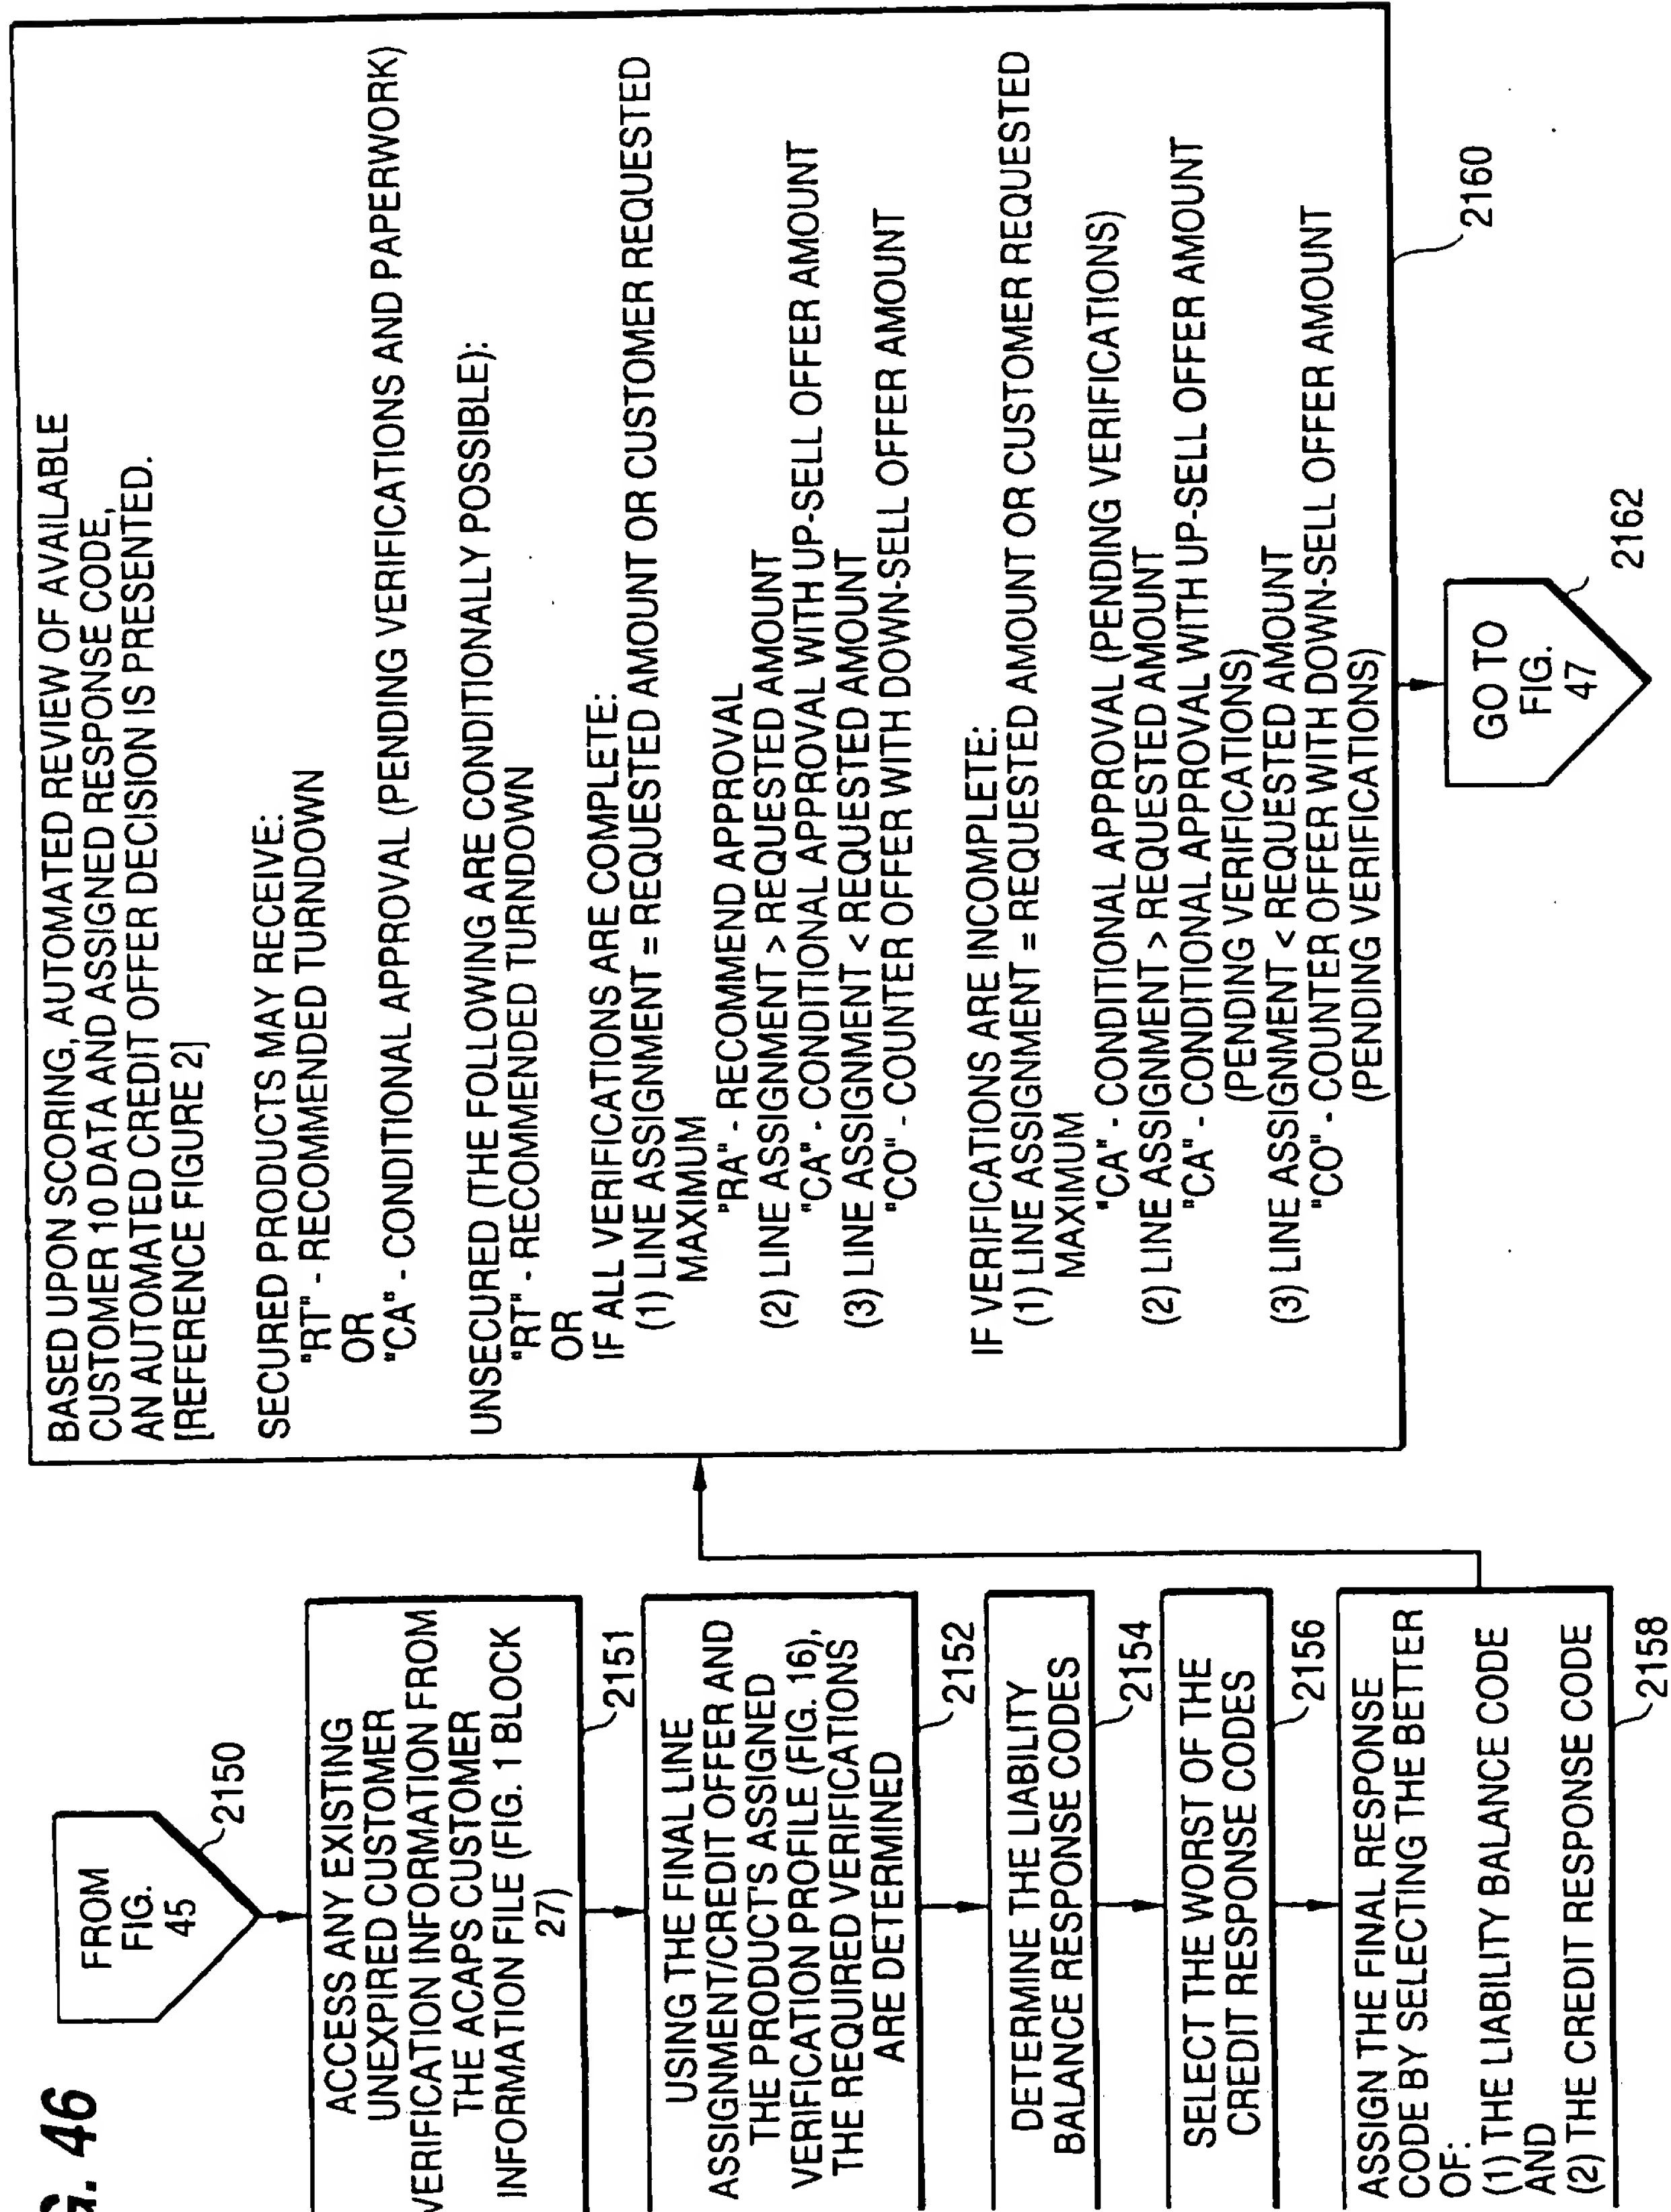 G. 46
FROM
FIG.
45
2150
ACCESS ANY EXISTING
UNEXPIRED CUSTOMER
VERIFICATION INFORMATION FROM
THE ACAPS CUSTOMER
INFORMATION FILE (FIG. 1 BLOCK
27)
2151
USING THE FINAL LINE
ASSIGNMENT/CREDIT OFFER AND
THE PRODUCT'S ASSIGNED
VERIFICATION PROFILE (FIG. 16),
THE REQUIRED VERIFICATIONS
ARE DETERMINED
2152
DETERMINE THE LIABILITY
BALANCE RESPONSE CODES
2154
SELECT THE WORST OF THE
CREDIT RESPONSE CODES
2156
ASSIGN THE FINAL RESPONSE
CODE BY SELECTING THE BETTER
OF:
(1) THE LIABILITY BALANCE CODE
AND
(2) THE CREDIT RESPONSE CODE
2158
BASED UPON SCORING, AUTOMATED REVIEW OF AVAILABLE
CUSTOMER 10 DATA AND ASSIGNED RESPONSE CODE,
AN AUTOMATED CREDIT OFFER DECISION IS PRESENTED.
[REFERENCE FIGURE 2]
SECURED PRODUCTS MAY RECEIVE:
"RT" - RECOMMENDED TURNDOWN
OR
"CA" - CONDITIONAL APPROVAL (PENDING VERIFICATIONS AND PAPERWORK)
UNSECURED (THE FOLLOWING ARE CONDITIONALLY POSSIBLE):
"RT" - RECOMMENDED TURNDOWN
OR
IF ALL VERIFICATIONS ARE COMPLETE:
(1) LINE ASSIGNMENT = REQUESTED AMOUNT OR CUSTOMER REQUESTED
MAXIMUM
"RA" - RECOMMEND APPROVAL
(2) LINE ASSIGNMENT > REQUESTED AMOUNT
"CA" - CONDITIONAL APPROVAL WITH UP-SELL OFFER AMOUNT
(3) LINE ASSIGNMENT < REQUESTED AMOUNT
"CO" - COUNTER OFFER WITH DOWN-SELL OFFER AMOUNT
IF VERIFICATIONS ARE INCOMPLETE:
(1) LINE ASSIGNMENT = REQUESTED AMOUNT OR CUSTOMER REQUESTED
MAXIMUM
"CA" - CONDITIONAL APPROVAL (PENDING VERIFICATIONS)
(2) LINE ASSIGNMENT > REQUESTED AMOUNT
"CA" - CONDITIONAL APPROVAL WITH UP-SELL OFFER AMOUNT
(PENDING VERIFICATIONS)
(3) LINE ASSIGNMENT < REQUESTED AMOUNT
"CO" - COUNTER OFFER WITH DOWN-SELL OFFER AMOUNT
(PENDING VERIFICATIONS)
2160
GO TO
FIG.
47
2162